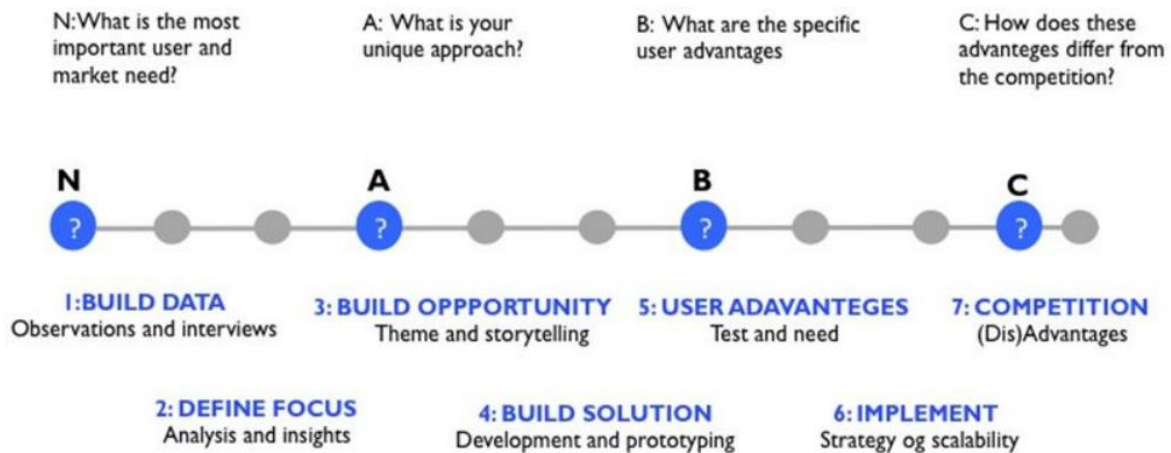 N:What is the most
important user and
market need?
A: What is your
unique approach?
B: What are the specific
user advantages
C: How does these
advanteges differ from
the competition?
N
A
B
C
?
?
?
?
1:BUILD DATA
Observations and interviews
3: BUILD OPPPORTUNITY
Theme and storytelling
5: USER ADAVANTEGES
Test and need
7: COMPETITION
(Dis)Advantages
2: DEFINE FOCUS
Analysis and insights
4: BUILD SOLUTION
Development and prototyping
6: IMPLEMENT
Strategy og scalability